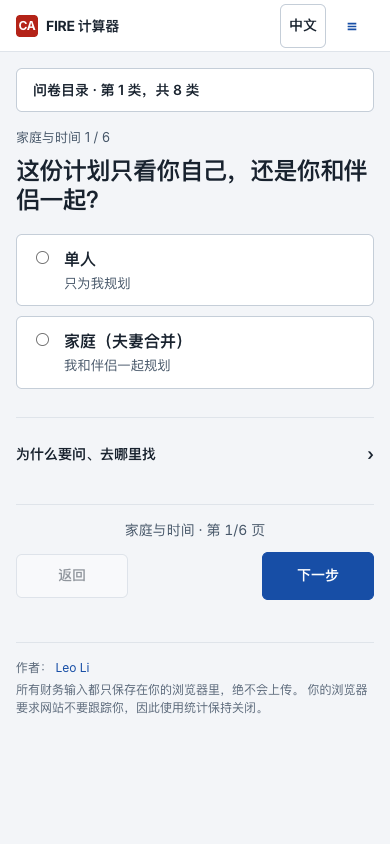 CA FIRE 计算器
中文
≡
问卷目录 · 第 1 类，共 8 类
家庭与时间 1 / 6
这份计划只看你自己，还是你和伴
侣一起?
单人
只为我规划
家庭（夫妻合并）
我和伴侣一起规划
为什么要问、去哪里找
›
家庭与时间 · 第 1/6 页
返回
下一步
作者： Leo Li
所有财务输入都只保存在你的浏览器里，绝不会上传。 你的浏览器
要求网站不要跟踪你，因此使用统计保持关闭。